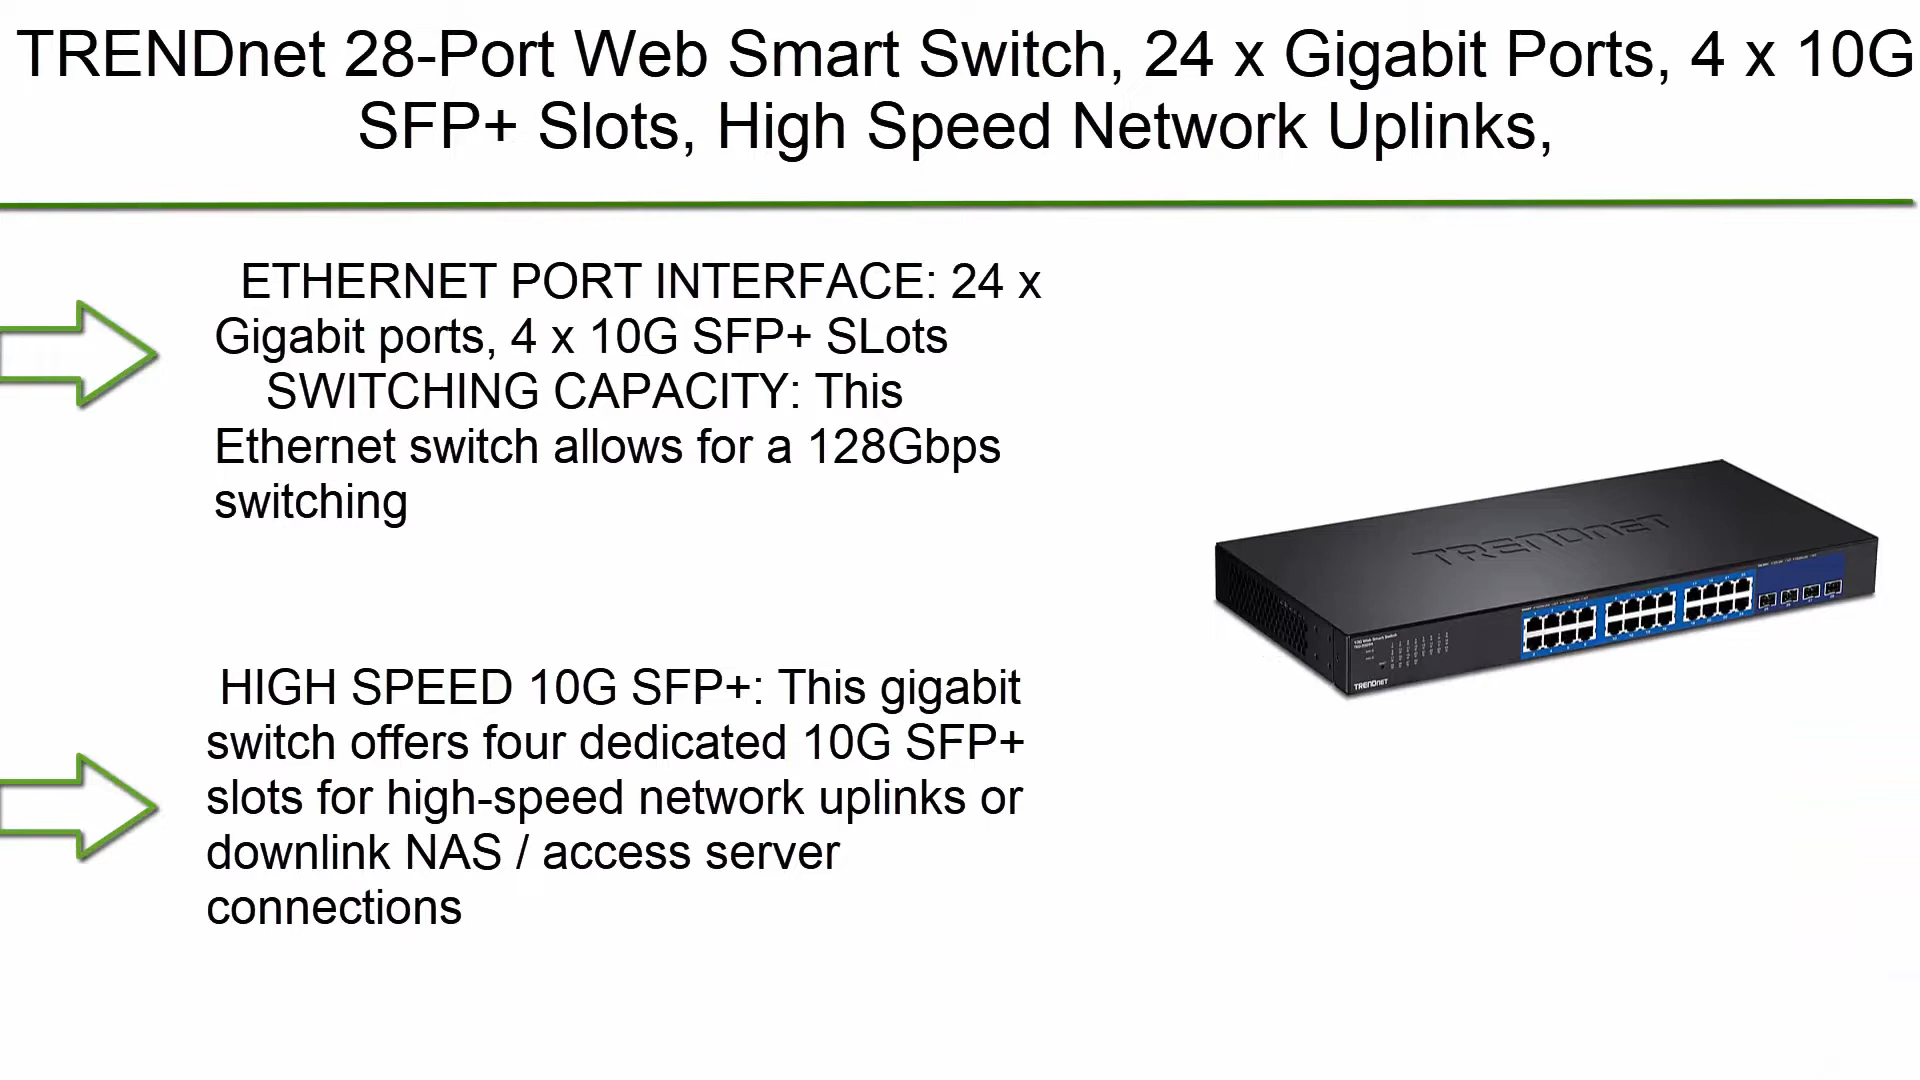 TRENDnet 28-Port Web Smart Switch, 24 x Gigabit Ports, 4 x 10G
SFP+ Slots, High Speed Network Uplinks,
ETHERNET PORT INTERFACE: 24 x
Gigabit ports, 4 x 10G SFP+ SLots
SWITCHING CAPACITY: This
Ethernet switch allows for a 128Gbps
switching
HIGH SPEED 10G SFP+: This gigabit
switch offers four dedicated 10G SFP+
slots for high-speed network uplinks or
downlink NAS / access server
connections
TRENDNET
TRENDNET